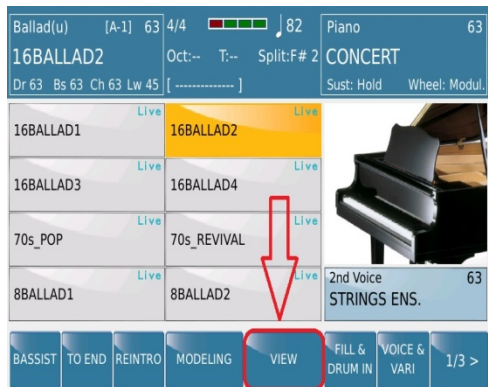 Ballad(u) [A-1] 63
16BALLAD2
Dr 63 Bs 63 Ch 63 Lw 45
4/4 82
Oct:-- T:-- Split:F# 2
[ -------------- ]
Piano 63
CONCERT
Sust: Hold Wheel: Modul.
Live
16BALLAD1
Live
16BALLAD2
Live
16BALLAD3
Live
16BALLAD4
Live
70s_POP
Live
70s_REVIVAL
Live
8BALLAD1
Live
8BALLAD2
2nd Voice 63
STRINGS ENS.
BASSIST
TO END
REINTRO
MODELING
VIEW
FILL &
DRUM IN
VOICE &
VARI
1/3 >